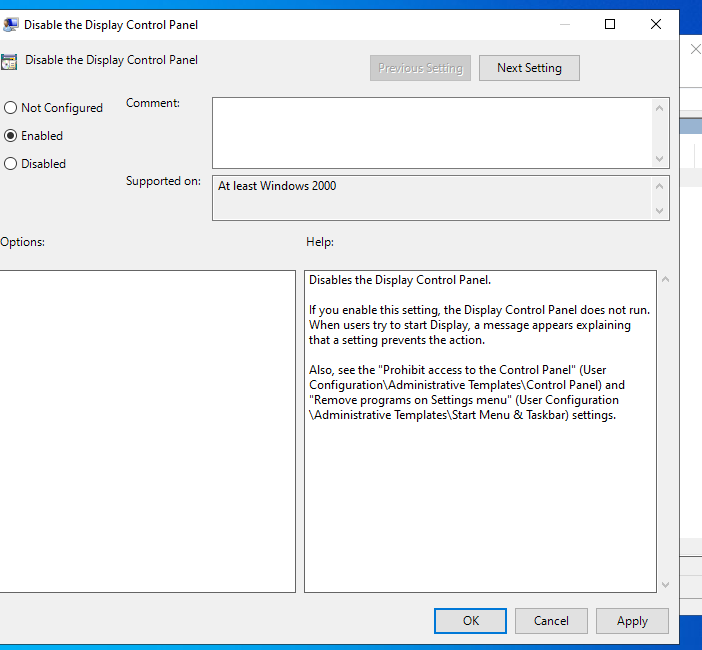 Disable the Display Control Panel
Disable the Display Control Panel
Previous Setting
Next Setting
Not Configured
Enabled
Disabled
Comment:
Supported on:
At least Windows 2000
Options:
Help:
Disables the Display Control Panel.
If you enable this setting, the Display Control Panel does not run.
When users try to start Display, a message appears explaining
that a setting prevents the action.
Also, see the "Prohibit access to the Control Panel" (User
Configuration\Administrative Templates\Control Panel) and
"Remove programs on Settings menu" (User Configuration
\Administrative Templates\Start Menu & Taskbar) settings.
OK
Cancel
Apply